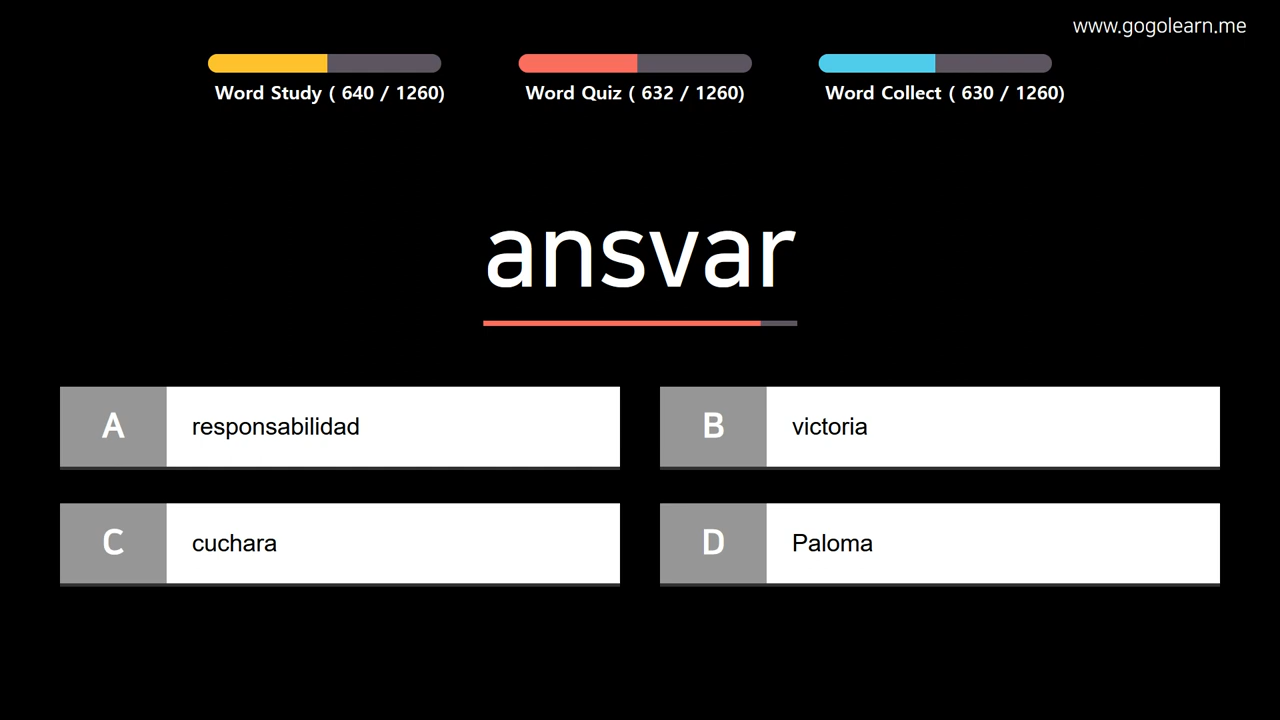 www.gogolearn.me
Word Study ( 640 / 1260)
Word Quiz ( 632 / 1260)
Word Collect ( 630 / 1260)
ansvar
A responsabilidad
B victoria
C cuchara
D Paloma